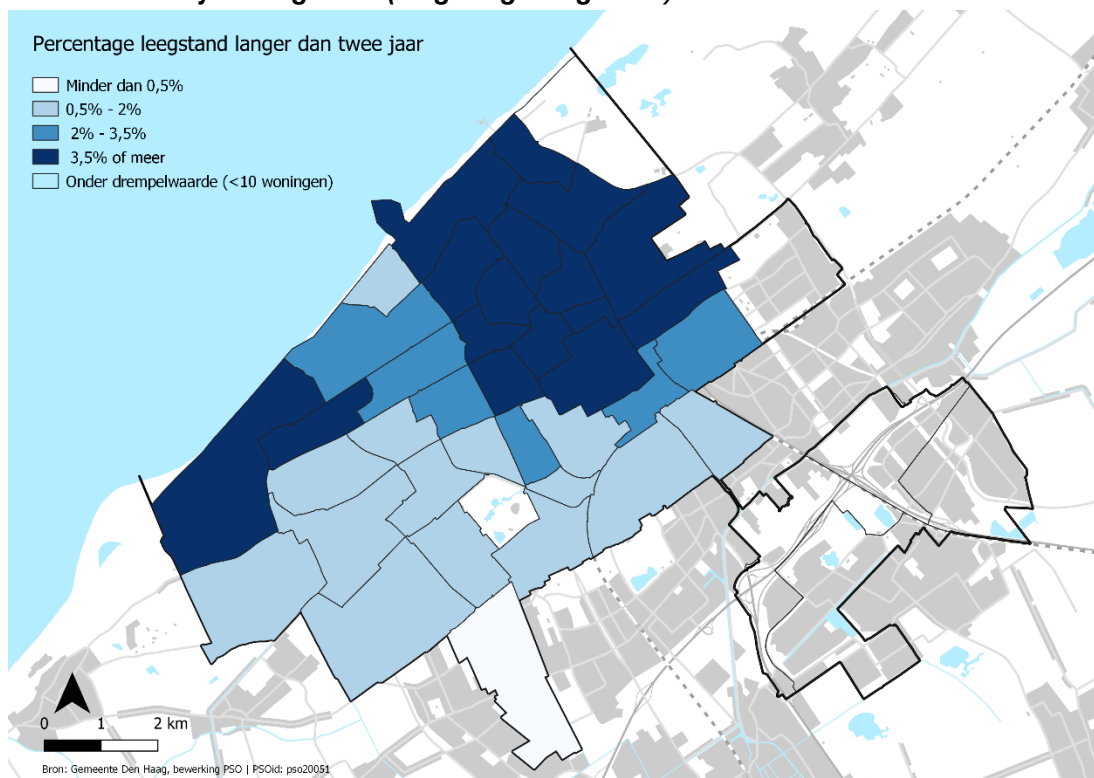 Percentage leegstand langer dan twee jaar
Minder dan 0,5%
0,5% - 2%
2% - 3,5%
3,5% of meer
Onder drempelwaarde (<10 woningen)
0 1 2 km
Bron: Gemeente Den Haag, bewerking PSO | PSOid: pso20051